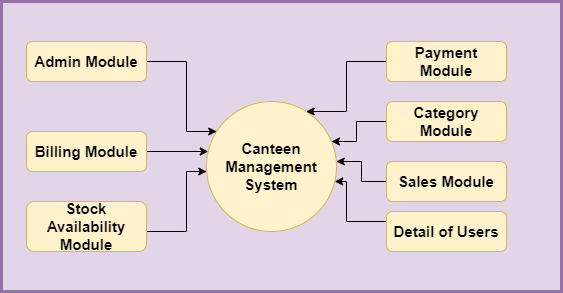 Admin Module
Billing Module
Stock
Availability
Module
Canteen
Management
System
Payment
Module
Category
Module
Sales Module
Detail of Users